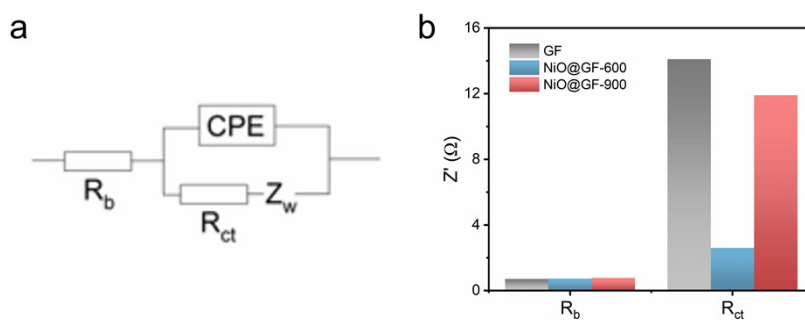 a
CPE
R_b
R_ct
Z_w
b
16
12
8
4
0
Z' (Ω)
GF
NiO@GF-600
NiO@GF-900
R_b
R_ct